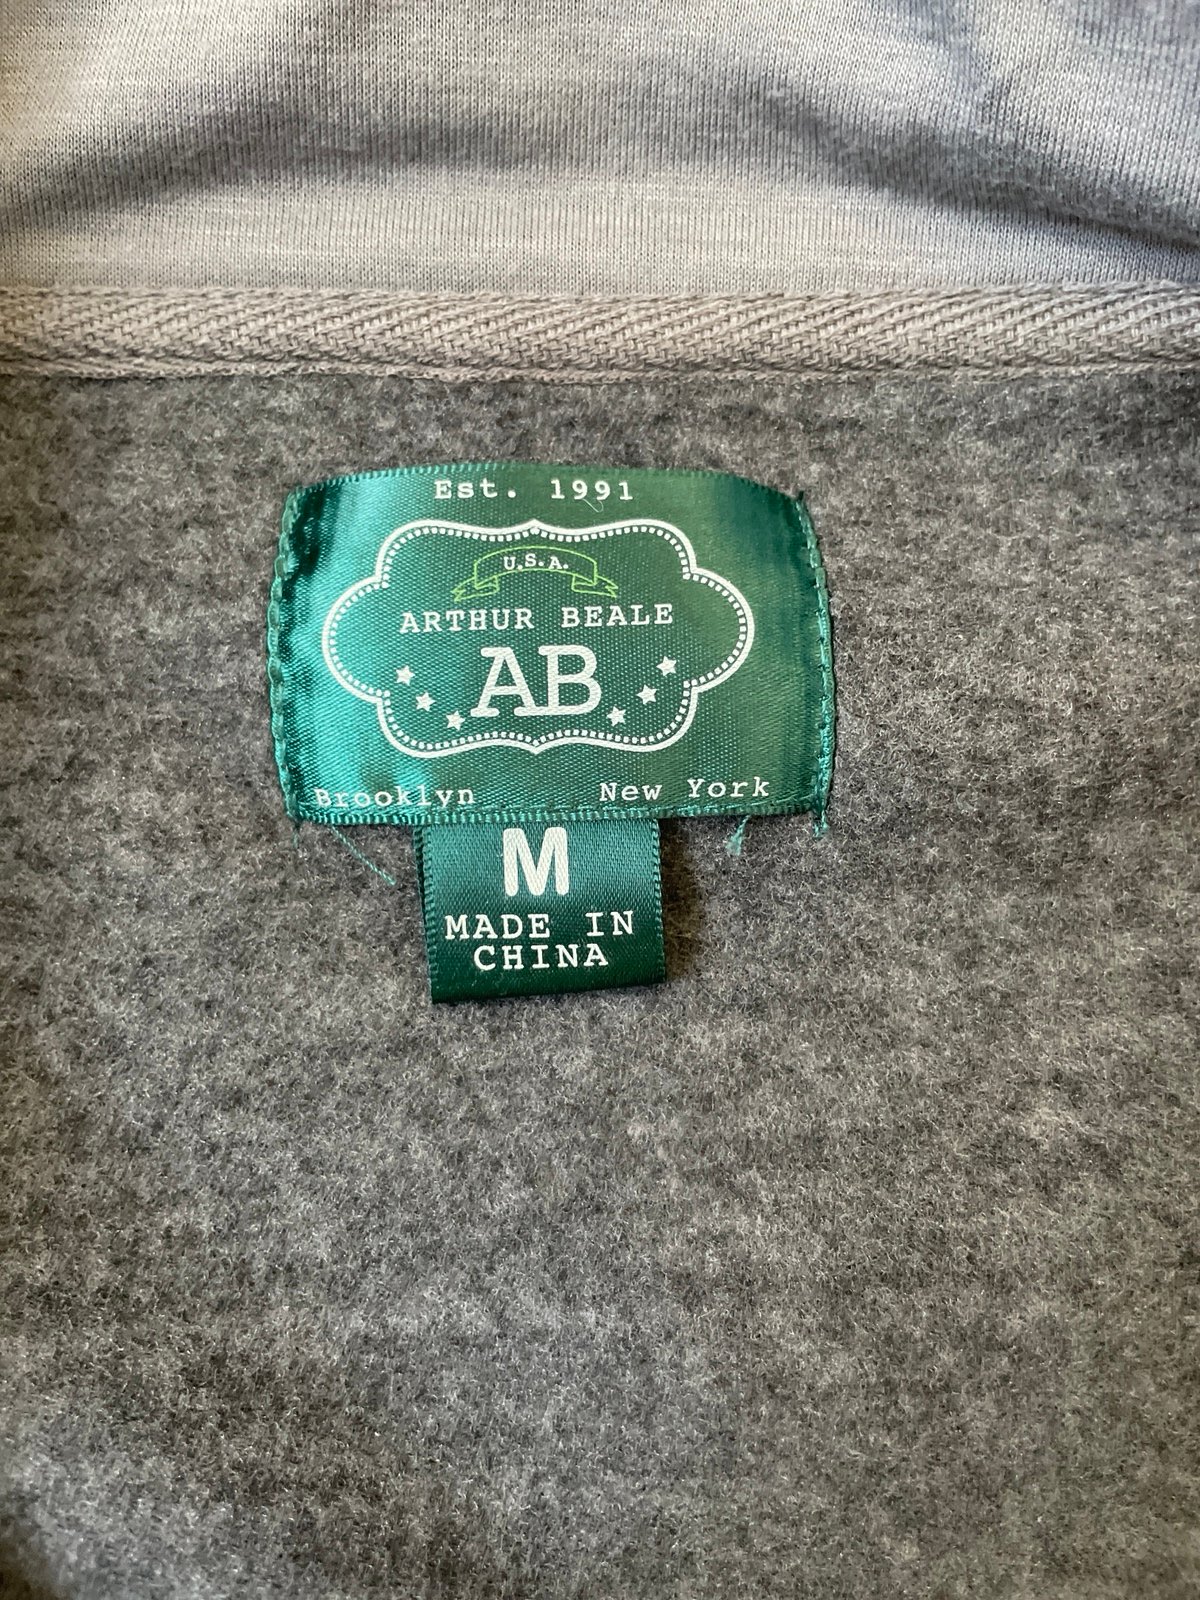 Est. 1991
U.S.A.
ARTHUR BEALE
AB
Brooklyn New York
M
MADE IN
CHINA